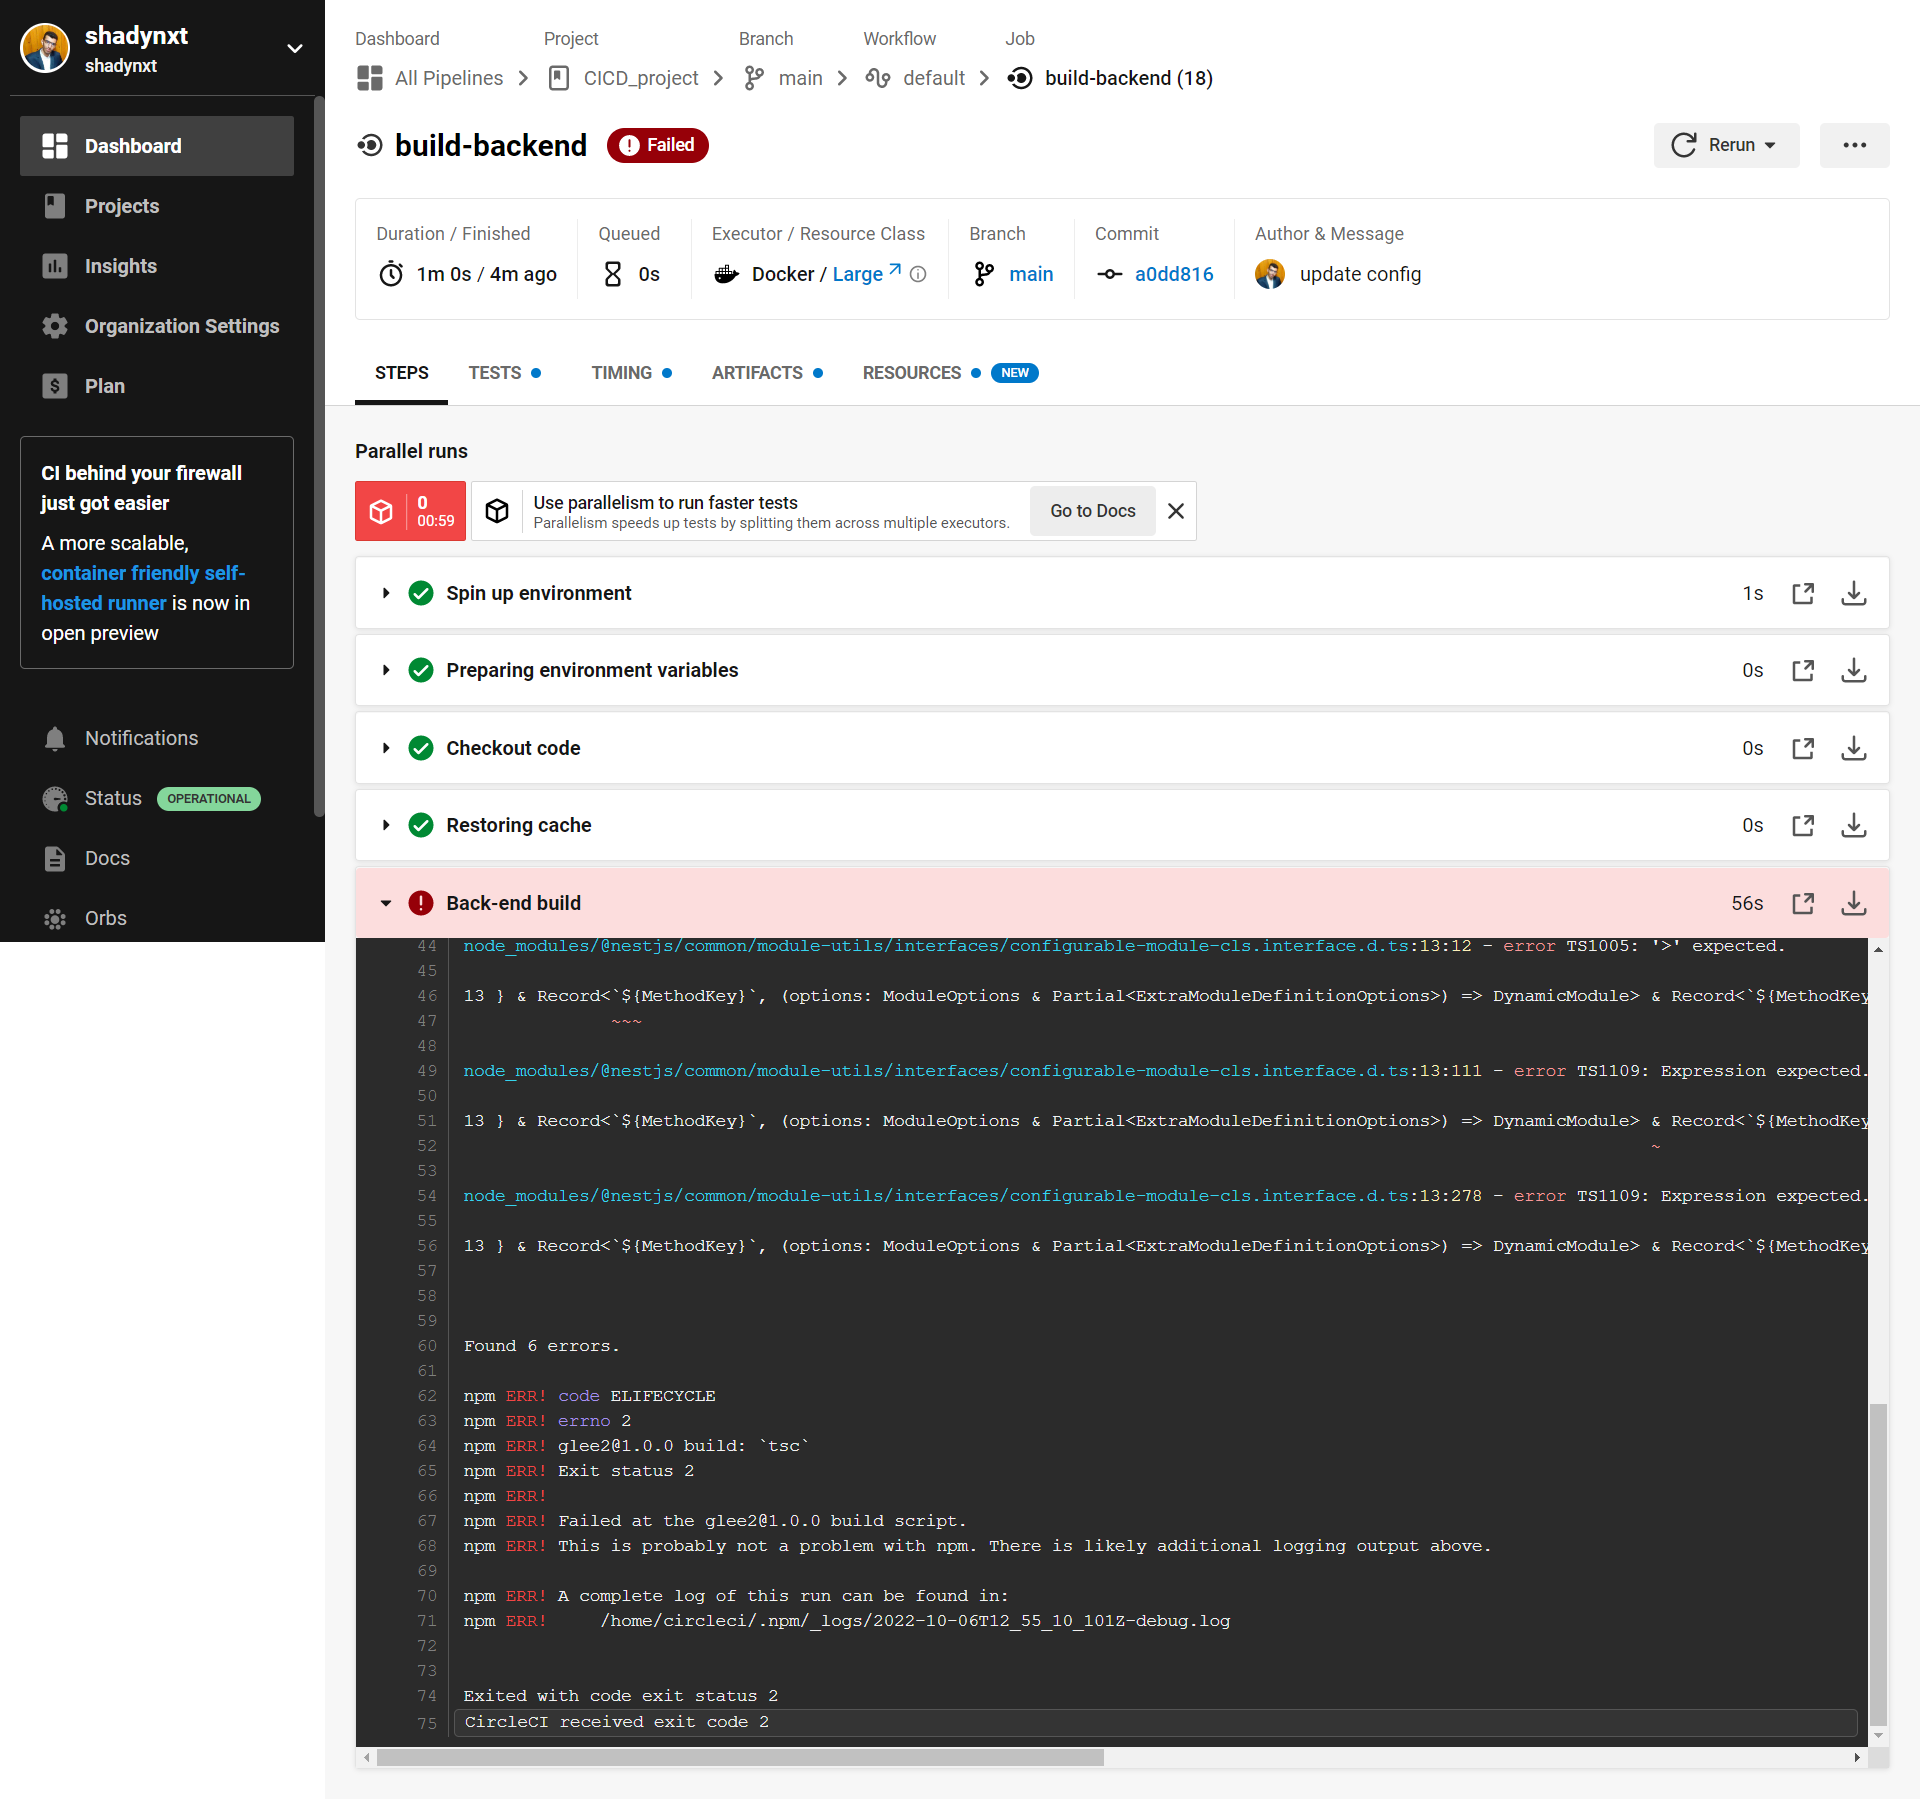 shadynxt
shadynxt
Dashboard
Projects
Insights
Organization Settings
Plan
CI behind your firewall
just got easier
A more scalable,
container friendly self-
hosted runner is now in
open preview
Notifications
Status OPERATIONAL
Docs
Orbs
Dashboard Project Branch Workflow Job
All Pipelines CICD_project main default build-backend (18)
build-backend Failed
Rerun
Duration / Finished Queued Executor / Resource Class Branch Commit Author & Message
1m 0s / 4m ago 0s Docker / Large main a0dd816 update config
STEPS TESTS TIMING ARTIFACTS RESOURCES NEW
Parallel runs
0
00:59
Use parallelism to run faster tests
Parallelism speeds up tests by splitting them across multiple executors.
Go to Docs
Spin up environment 1s
Preparing environment variables 0s
Checkout code 0s
Restoring cache 0s
Back-end build 56s
44 node_modules/@nestjs/common/module-utils/interfaces/configurable-module-cls.interface.d.ts:13:12 - error TS1005: '>' expected.
45
46 13 } & Record<`${MethodKey}`, (options: ModuleOptions & Partial<ExtraModuleDefinitionOptions>) => DynamicModule> & Record<`${MethodKey
47 ~~~
48
49 node_modules/@nestjs/common/module-utils/interfaces/configurable-module-cls.interface.d.ts:13:111 - error TS1109: Expression expected.
50
51 13 } & Record<`${MethodKey}`, (options: ModuleOptions & Partial<ExtraModuleDefinitionOptions>) => DynamicModule> & Record<`${MethodKey
52 ~
53
54 node_modules/@nestjs/common/module-utils/interfaces/configurable-module-cls.interface.d.ts:13:278 - error TS1109: Expression expected.
55
56 13 } & Record<`${MethodKey}`, (options: ModuleOptions & Partial<ExtraModuleDefinitionOptions>) => DynamicModule> & Record<`${MethodKey
57
58
59
60 Found 6 errors.
61
62 npm ERR! code ELIFECYCLE
63 npm ERR! errno 2
64 npm ERR! glee2@1.0.0 build: `tsc`
65 npm ERR! Exit status 2
66 npm ERR!
67 npm ERR! Failed at the glee2@1.0.0 build script.
68 npm ERR! This is probably not a problem with npm. There is likely additional logging output above.
69
70 npm ERR! A complete log of this run can be found in:
71 npm ERR! /home/circleci/.npm/_logs/2022-10-06T12_55_10_101Z-debug.log
72
73
74 Exited with code exit status 2
75 CircleCI received exit code 2